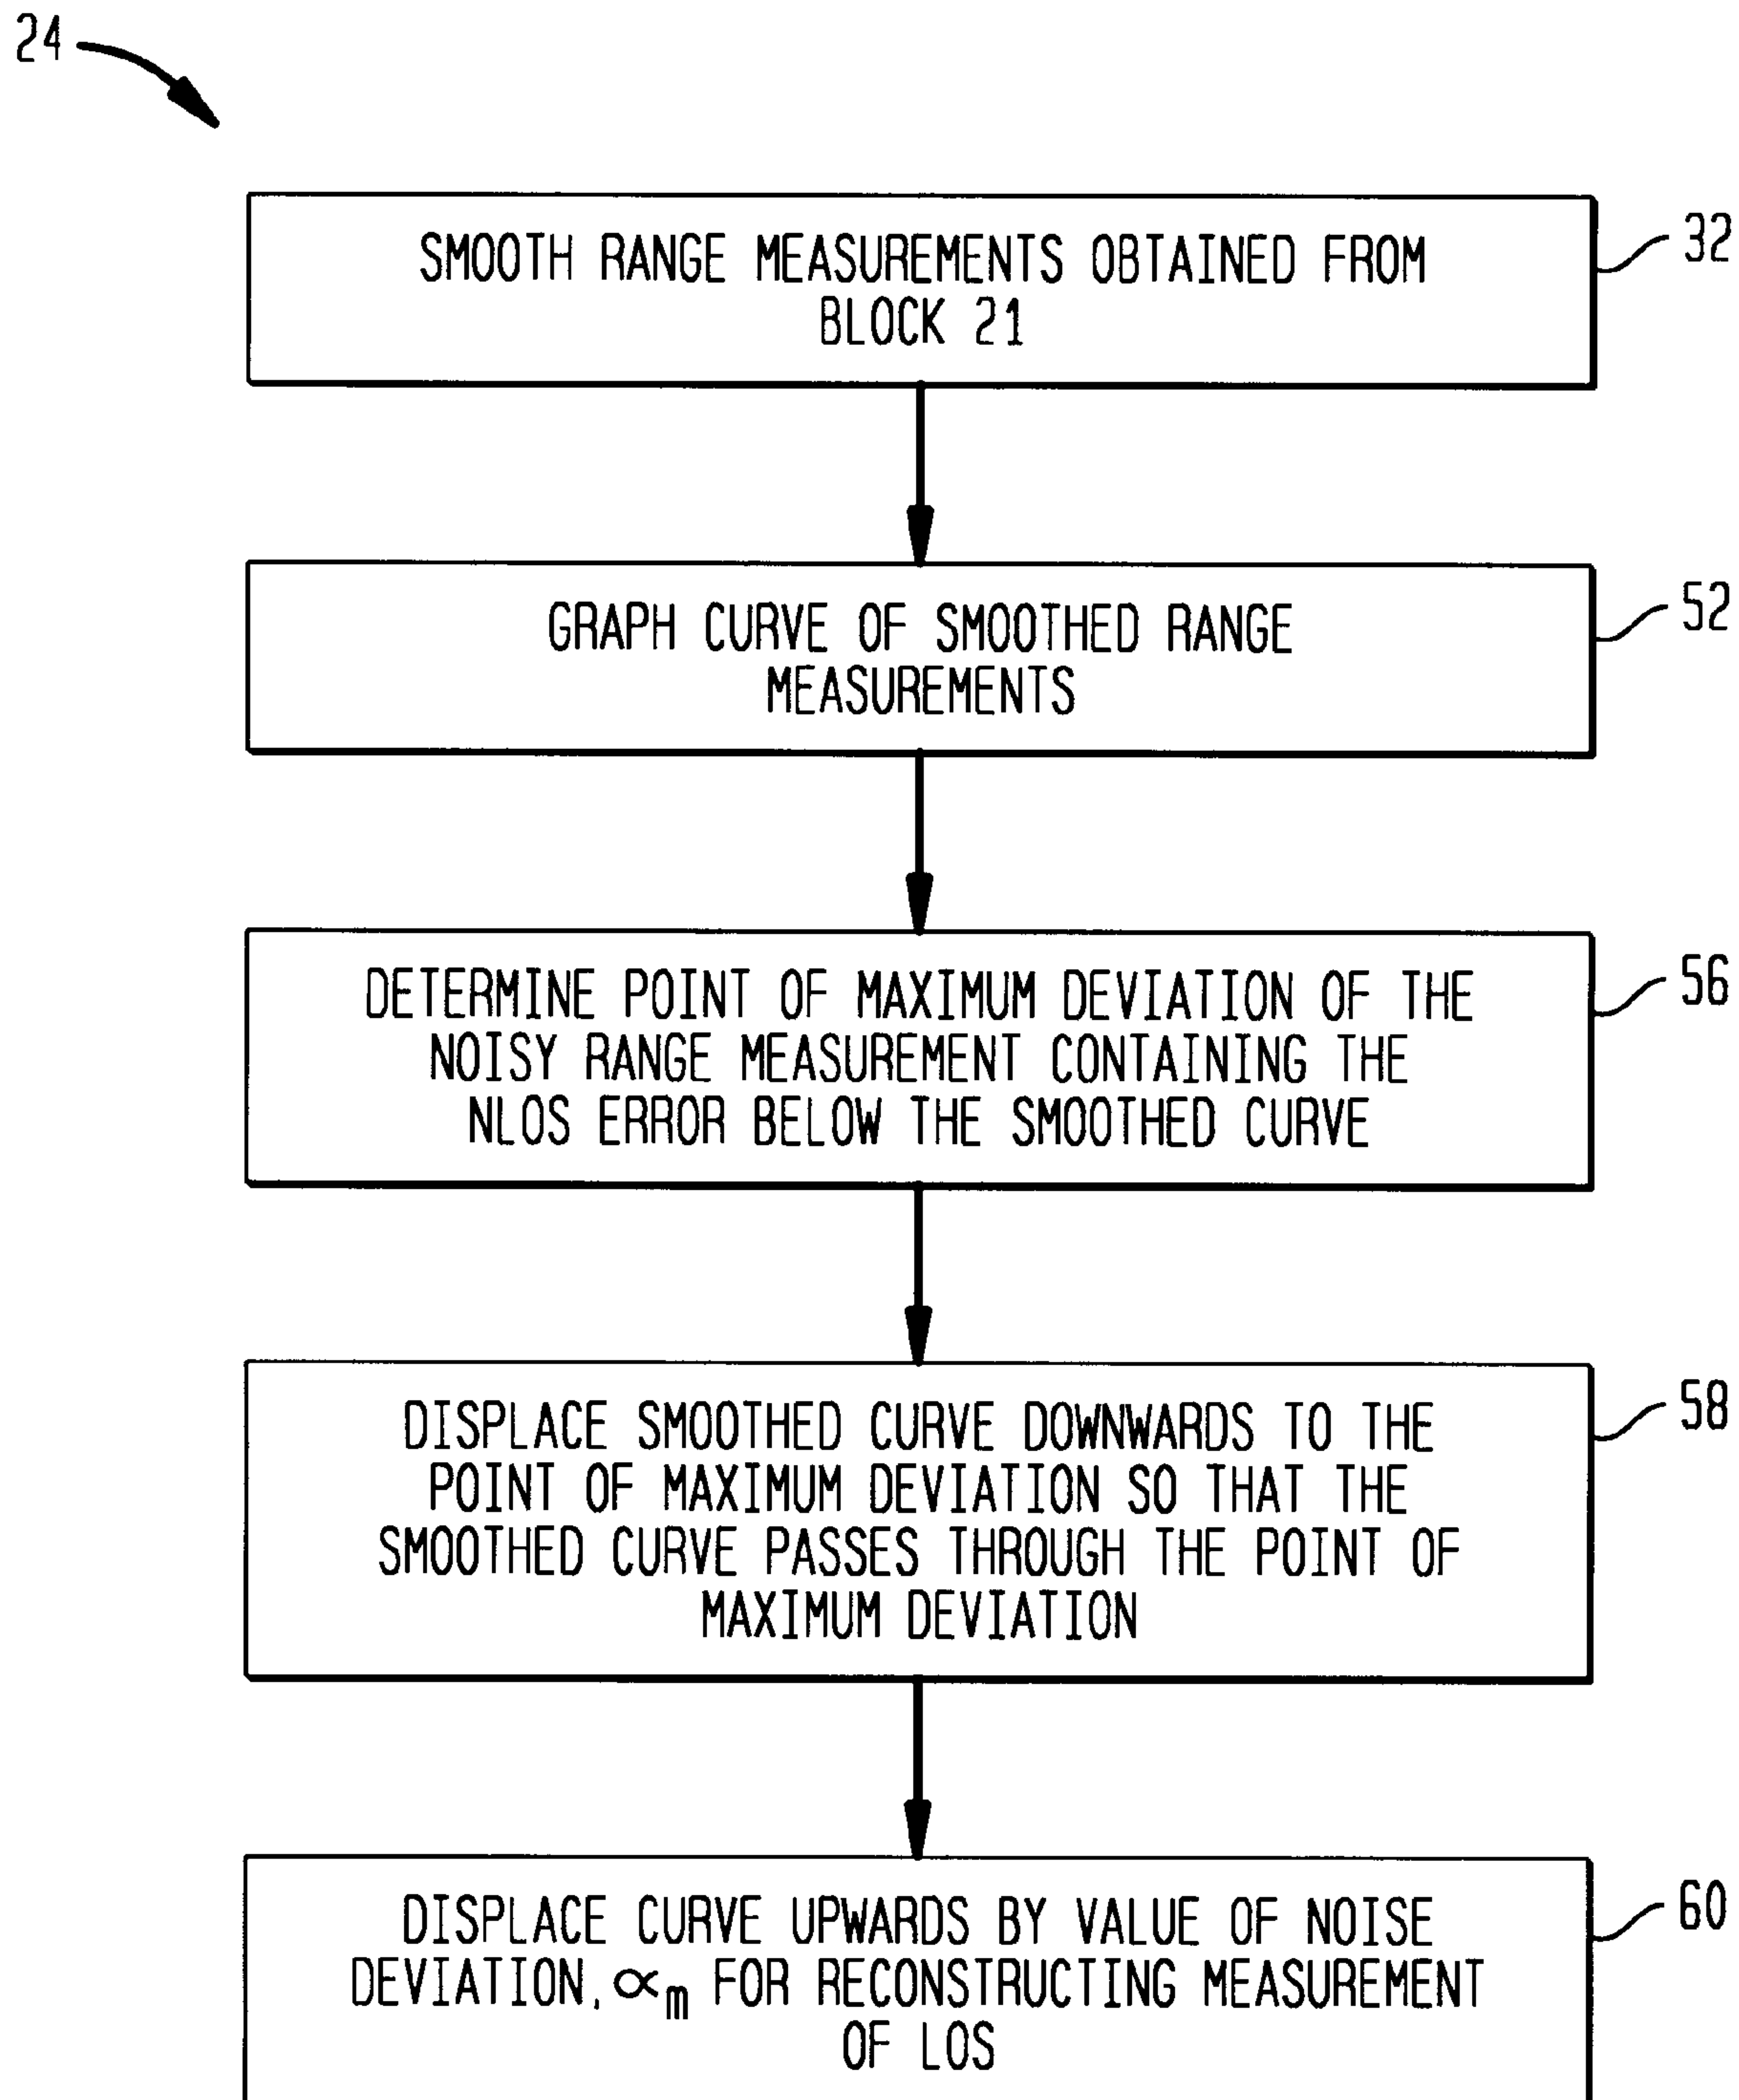 24
SMOOTH RANGE MEASUREMENTS OBTAINED FROM
BLOCK 21
32
GRAPH CURVE OF SMOOTHED RANGE
MEASUREMENTS
52
DETERMINE POINT OF MAXIMUM DEVIATION OF THE
NOISY RANGE MEASUREMENT CONTAINING THE
NLOS ERROR BELOW THE SMOOTHED CURVE
56
DISPLACE SMOOTHED CURVE DOWNWARDS TO THE
POINT OF MAXIMUM DEVIATION SO THAT THE
SMOOTHED CURVE PASSES THROUGH THE POINT OF
MAXIMUM DEVIATION
58
DISPLACE CURVE UPWARDS BY VALUE OF NOISE
DEVIATION, ∝m FOR RECONSTRUCTING MEASUREMENT
OF LOS
60